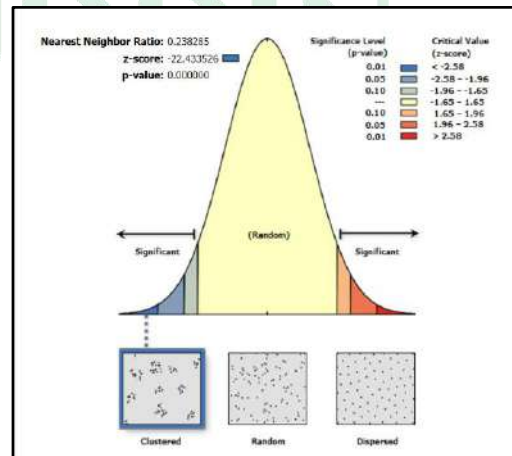 Nearest Neighbor Ratio: 0.238285
z-score: -22.433526
p-value: 0.000000
Significance Level
(p-value)
Critical Value
(z-score)
0.01 < -2.58
0.05 -2.58 – -1.96
0.10 -1.96 – -1.65
--- -1.65 – 1.65
0.10 1.65 – 1.96
0.05 1.96 – 2.58
0.01 > 2.58
(Random)
Significant
Significant
Clustered
Random
Dispersed